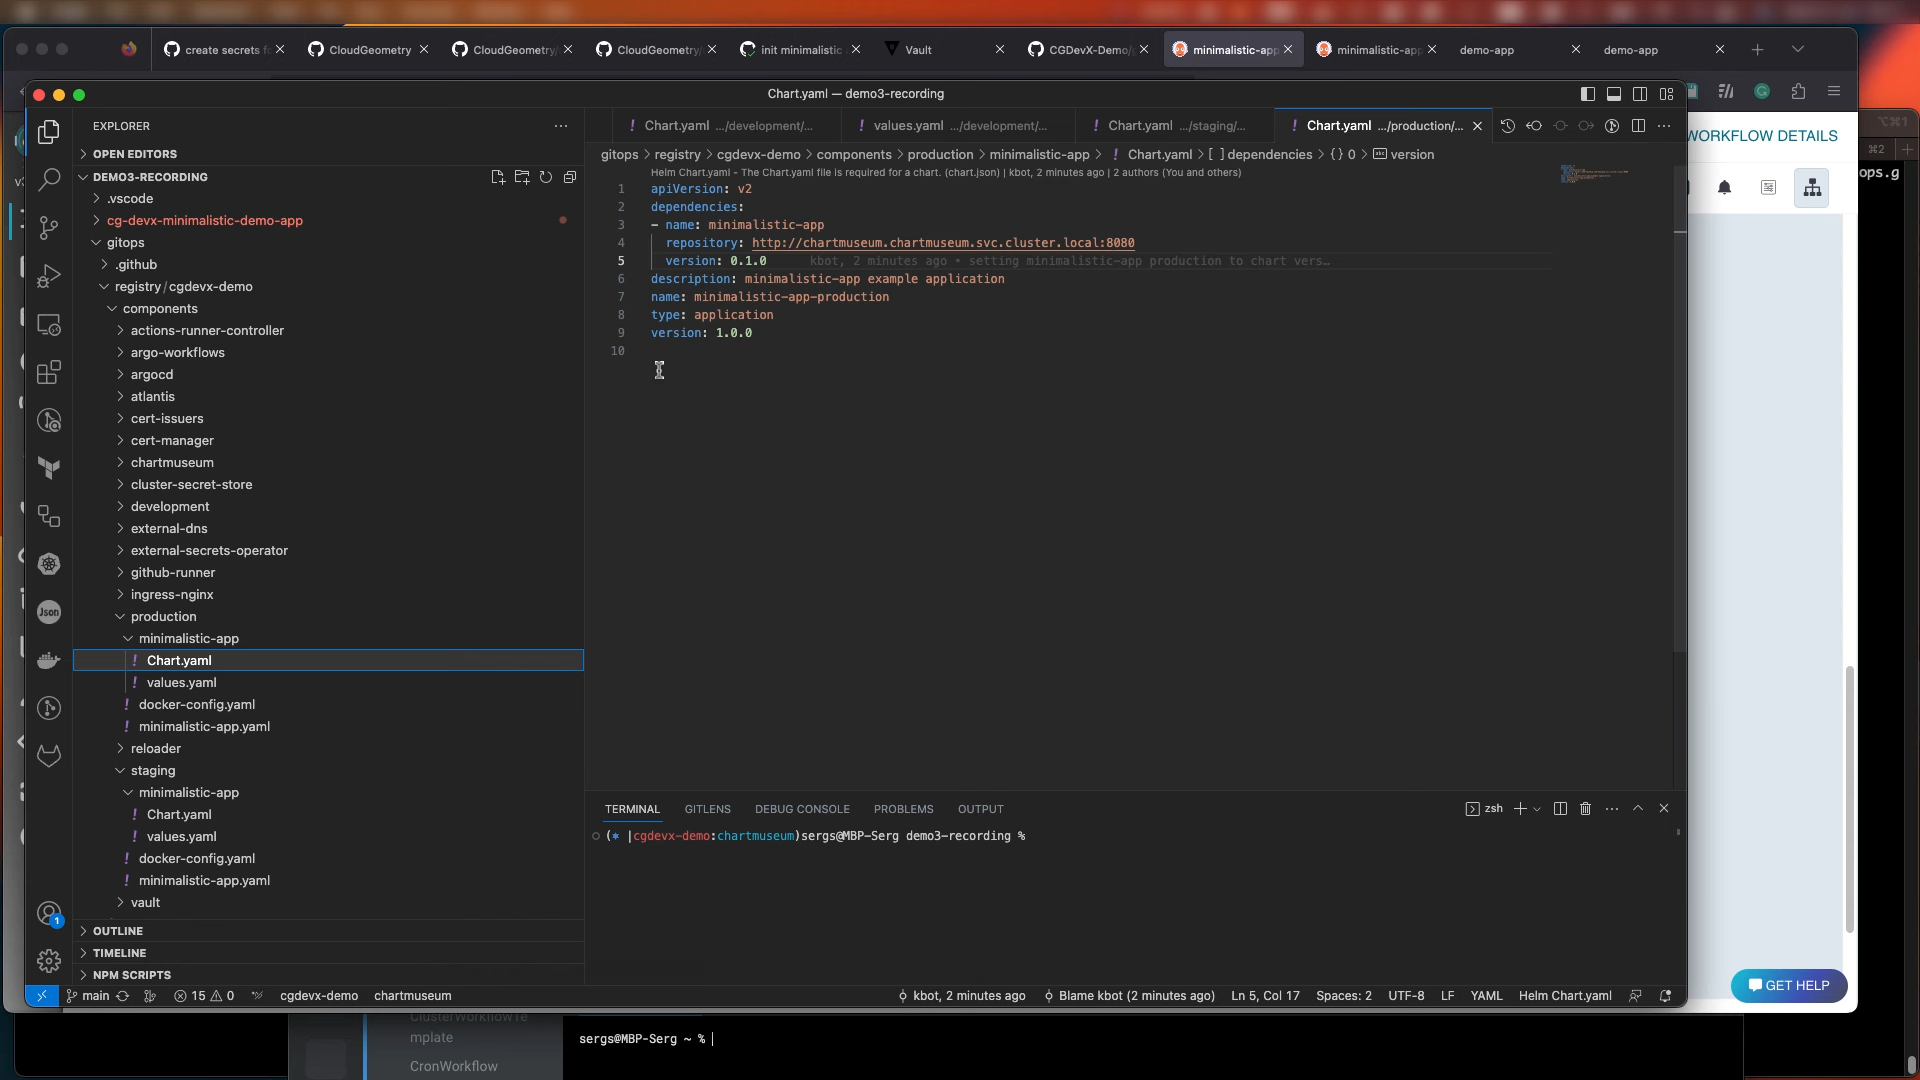 create secrets f
CloudGeometry
CloudGeometry/
CloudGeometry/
init minimalistic
Vault
CGDevX-Demo/
minimalistic-app
minimalistic-app
demo-app
demo-app
Chart.yaml — demo3-recording
EXPLORER
OPEN EDITORS
DEMO3-RECORDING
.vscode
cg-devx-minimalistic-demo-app
gitops
.github
registry/cgdevx-demo
components
actions-runner-controller
argo-workflows
argocd
atlantis
cert-issuers
cert-manager
chartmuseum
cluster-secret-store
development
external-dns
external-secrets-operator
github-runner
ingress-nginx
production
minimalistic-app
! Chart.yaml
! values.yaml
! docker-config.yaml
! minimalistic-app.yaml
reloader
staging
minimalistic-app
! Chart.yaml
! values.yaml
! docker-config.yaml
! minimalistic-app.yaml
vault
OUTLINE
TIMELINE
NPM SCRIPTS
! Chart.yaml .../development/...
! values.yaml .../development/...
! Chart.yaml .../staging/...
! Chart.yaml .../production/...
gitops > registry > cgdevx-demo > components > production > minimalistic-app > ! Chart.yaml > [ ] dependencies > { } 0 > abc version
Helm Chart.yaml - The Chart.yaml file is required for a chart. (chart.json) | kbot, 2 minutes ago | 2 authors (You and others)
1 apiVersion: v2
2 dependencies:
3 - name: minimalistic-app
4 repository: http://chartmuseum.chartmuseum.svc.cluster.local:8080
5 version: 0.1.0 kbot, 2 minutes ago • setting minimalistic-app production to chart vers…
6 description: minimalistic-app example application
7 name: minimalistic-app-production
8 type: application
9 version: 1.0.0
10
TERMINAL GITLENS DEBUG CONSOLE PROBLEMS OUTPUT
zsh
(* |cgdevx-demo:chartmuseum)sergs@MBP-Serg demo3-recording %
Json
1
main
15 0
cgdevx-demo
chartmuseum
kbot, 2 minutes ago
Blame kbot (2 minutes ago)
Ln 5, Col 17
Spaces: 2
UTF-8
LF
YAML
Helm Chart.yaml
WORKFLOW DETAILS
⌥⌘1
⌘2
ops.g
GET HELP
ClusterWorkflowTe
mplate
CronWorkflow
sergs@MBP-Serg ~ %